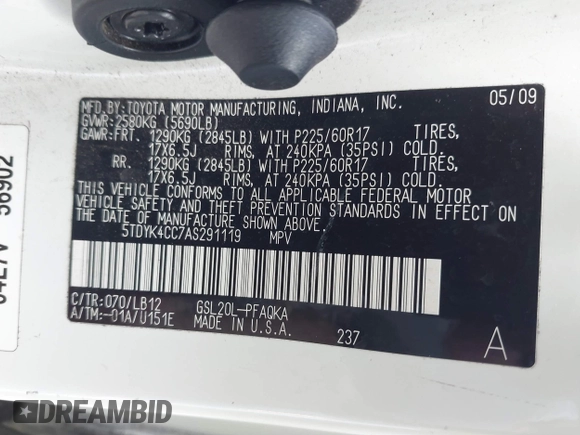 MFD.BY:TOYOTA MOTOR MANUFACTURING, INDIANA, INC. 05/09
GVWR:2580KG (5690LB)
GAWR:FRT. 1290KG (2845LB) WITH P225/60R17 TIRES,
17X6.5J RIMS, AT 240KPA (35PSI) COLD.
RR. 1290KG (2845LB) WITH P225/60R17 TIRES,
17X6.5J RIMS, AT 240KPA (35PSI) COLD.
THIS VEHICLE CONFORMS TO ALL APPLICABLE FEDERAL MOTOR
VEHICLE SAFETY AND THEFT PREVENTION STANDARDS IN EFFECT
ON THE DATE OF MANUFACTURE SHOWN ABOVE.
5TDYK4CC7AS291119 MPV
C/TR:070/LB12 GSL20L-PFAQKA
A/TM:-01A/U151E MADE IN U.S.A. 237 A
DREAMBID